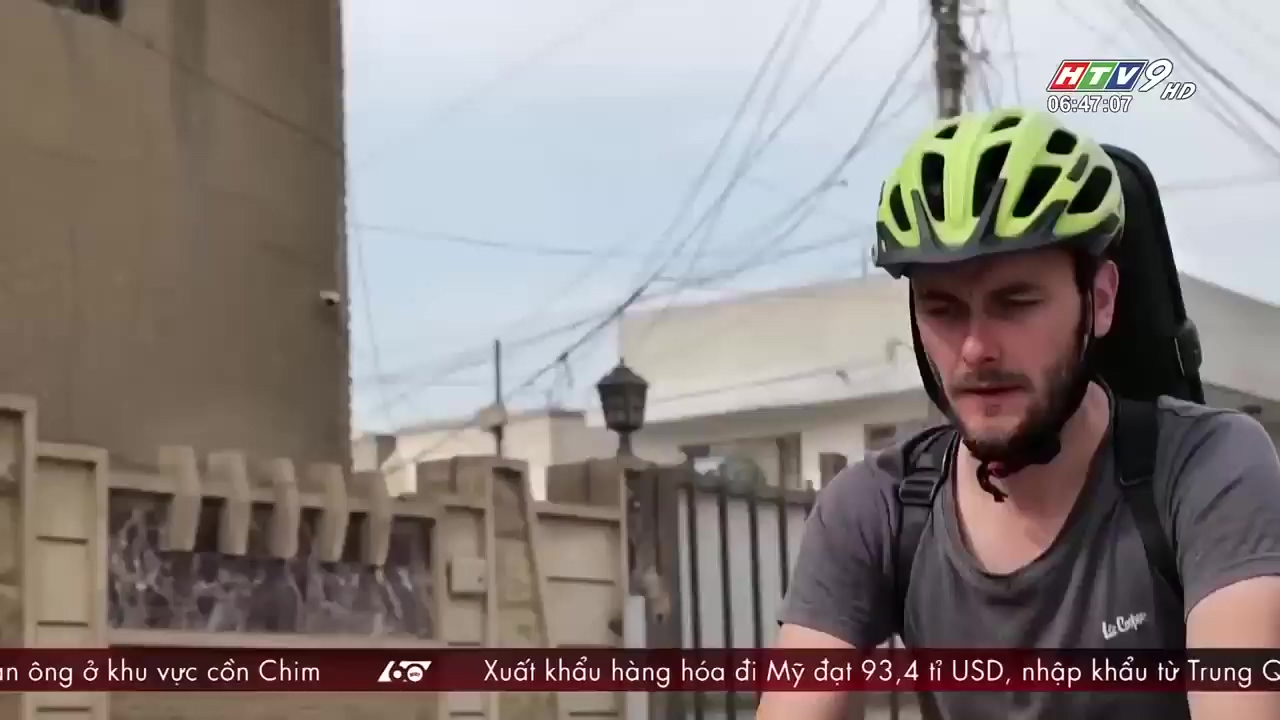 HTV9 HD
06:47:07
Lee Cooper
ông ở khu vực cồn Chim
60 Xuất khẩu hàng hóa đi Mỹ đạt 93,4 tỉ USD, nhập khẩu từ Trung